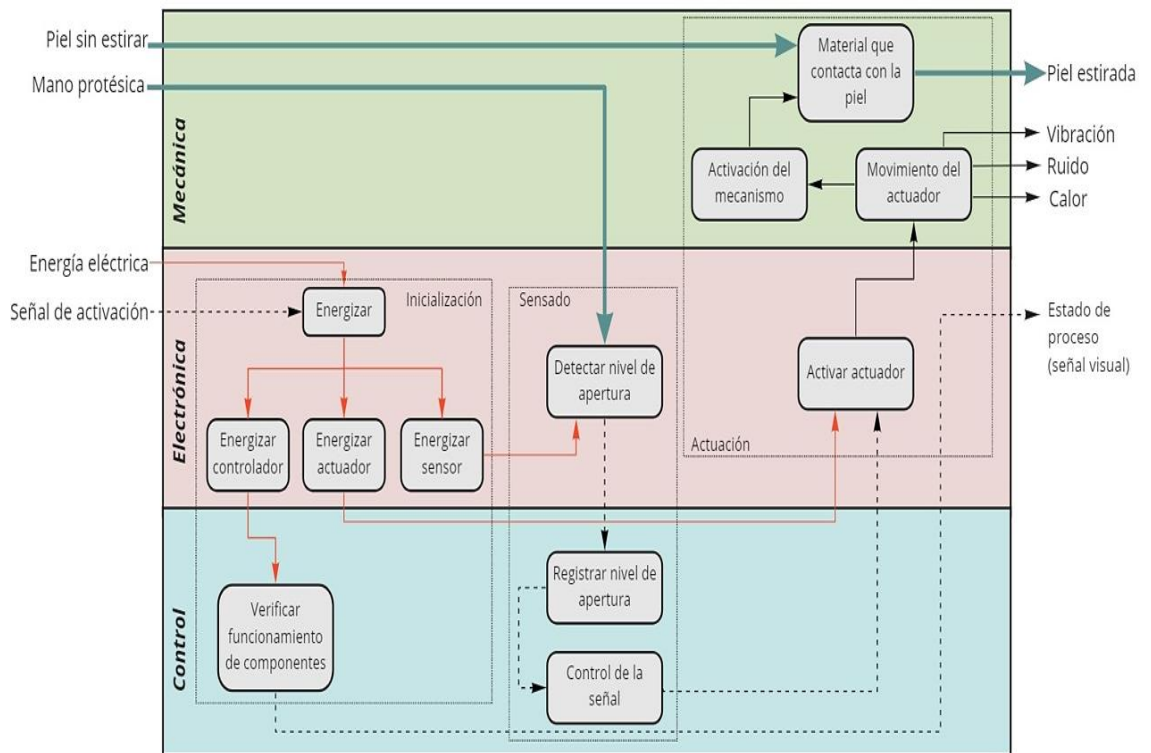 Piel sin estirar
Mano protésica
Mecánica
Material que
contacta con la
piel
Piel estirada
Activación del
mecanismo
Movimiento del
actuador
Vibración
Ruido
Calor
Energía eléctrica
Señal de activación
Electrónica
Energizar
Inicialización
Energizar
controlador
Energizar
actuador
Energizar
sensor
Sensado
Detectar nivel de
apertura
Activar actuador
Actuación
Estado de
proceso
(señal visual)
Control
Verificar
funcionamiento
de componentes
Registrar nivel de
apertura
Control de la
señal